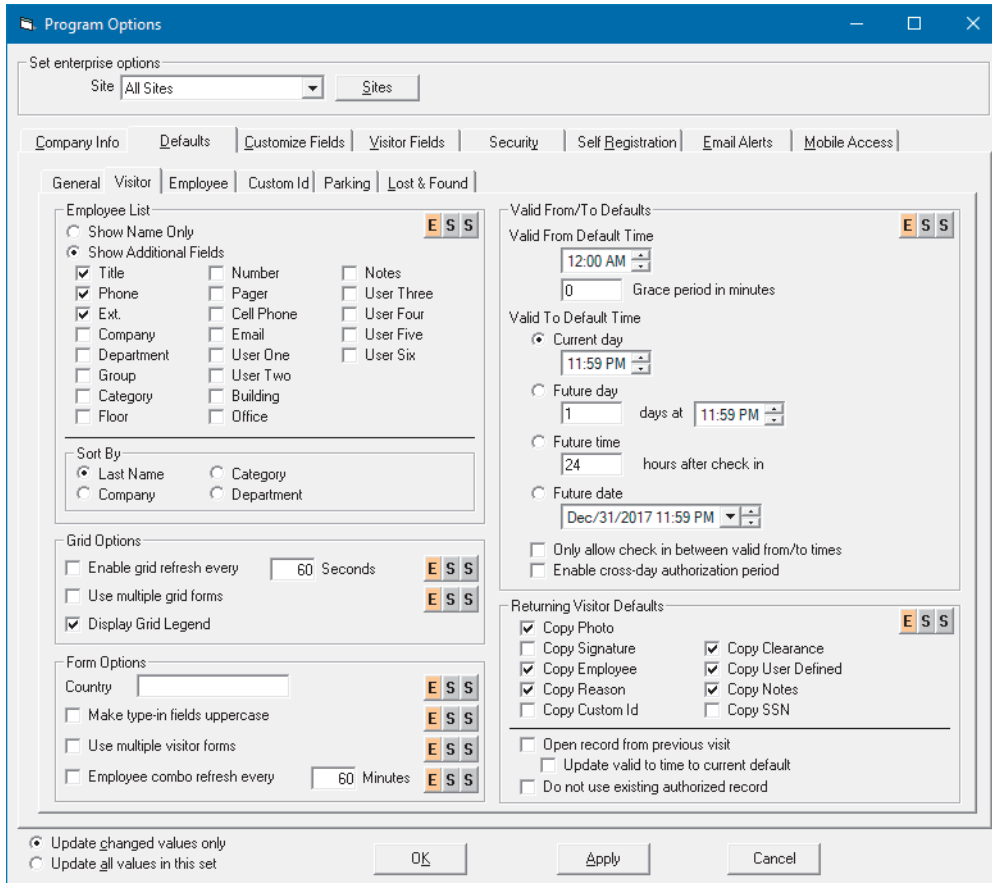 Program Options
Set enterprise options
Site All Sites Sites
Company Info Defaults Customize Fields Visitor Fields Security Self Registration Email Alerts Mobile Access
General Visitor Employee Custom Id Parking Lost & Found
Employee List
E S S
Show Name Only
Show Additional Fields
Title Number Notes
Phone Pager User Three
Ext. Cell Phone User Four
Company Email User Five
Department User One User Six
Group User Two
Category Building
Floor Office
Sort By
Last Name Category
Company Department
Grid Options
Enable grid refresh every 60 Seconds E S S
Use multiple grid forms E S S
Display Grid Legend
Form Options
Country E S S
Make type-in fields uppercase E S S
Use multiple visitor forms E S S
Employee combo refresh every 60 Minutes E S S
Valid From/To Defaults
E S S
Valid From Default Time
12:00 AM
0 Grace period in minutes
Valid To Default Time
Current day
11:59 PM
Future day
1 days at 11:59 PM
Future time
24 hours after check in
Future date
Dec/31/2017 11:59 PM
Only allow check in between valid from/to times
Enable cross-day authorization period
Returning Visitor Defaults
E S S
Copy Photo
Copy Signature Copy Clearance
Copy Employee Copy User Defined
Copy Reason Copy Notes
Copy Custom Id Copy SSN
Open record from previous visit
Update valid to time to current default
Do not use existing authorized record
Update changed values only
Update all values in this set
OK Apply Cancel